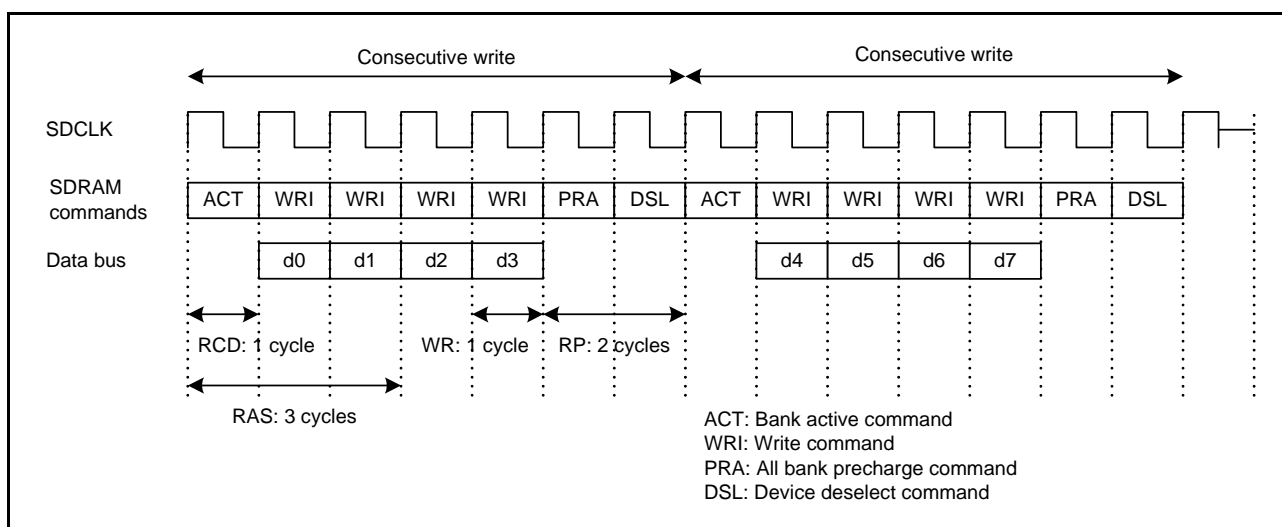 Consecutive write Consecutive write
SDCLK
SDRAM
commands
ACT WRI WRI WRI WRI PRA DSL ACT WRI WRI WRI WRI PRA DSL
Data bus d0 d1 d2 d3 d4 d5 d6 d7
RCD: 1 cycle WR: 1 cycle RP: 2 cycles
RAS: 3 cycles
ACT: Bank active command
WRI: Write command
PRA: All bank precharge command
DSL: Device deselect command